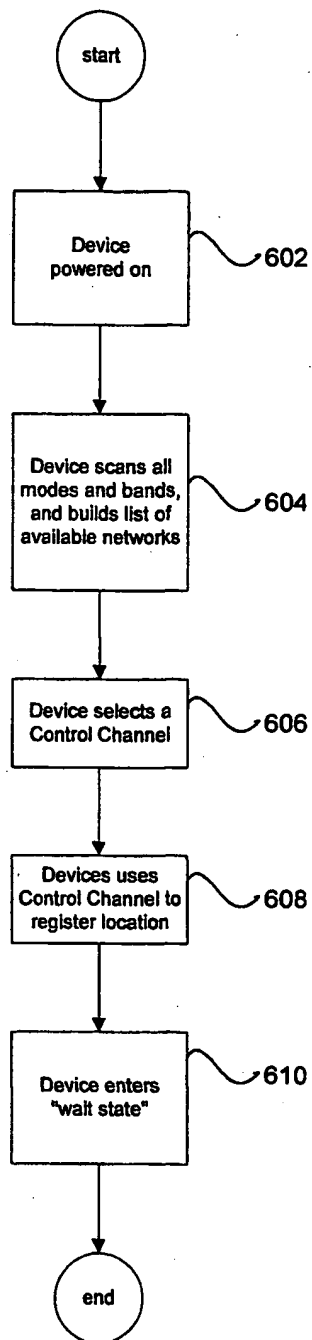 start
Device
powered on
602
Device scans all
modes and bands,
and builds list of
available networks
604
Device selects a
Control Channel
606
Devices uses
Control Channel to
register location
608
Device enters
"wait state"
610
end